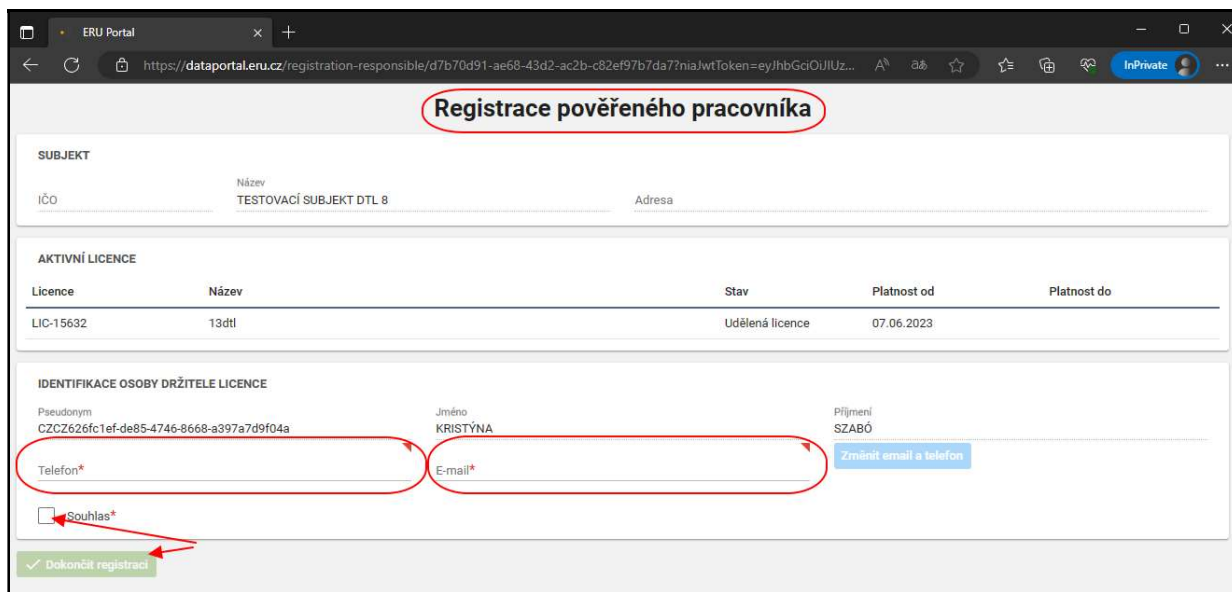 ERU Portal
https://dataportal.eru.cz/registration-responsible/d7b70d91-ae68-43d2-ac2b-c82ef97b7da7?niaJwtToken=eyJhbGciOiJIUz...
InPrivate
Registrace pověřeného pracovníka
SUBJEKT
IČO Název TESTOVACÍ SUBJEKT DTL 8 Adresa
AKTIVNÍ LICENCE
Licence Název Stav Platnost od Platnost do
LIC-15632 13dtl Udělená licence 07.06.2023
IDENTIFIKACE OSOBY DRŽITELE LICENCE
Pseudonym Jméno Příjmení
CZCZ626fc1ef-de85-4746-8668-a397a7d9f04a KRISTÝNA SZABÓ
Změnit email a telefon
Telefon* E-mail*
Souhlas*
Dokončit registraci